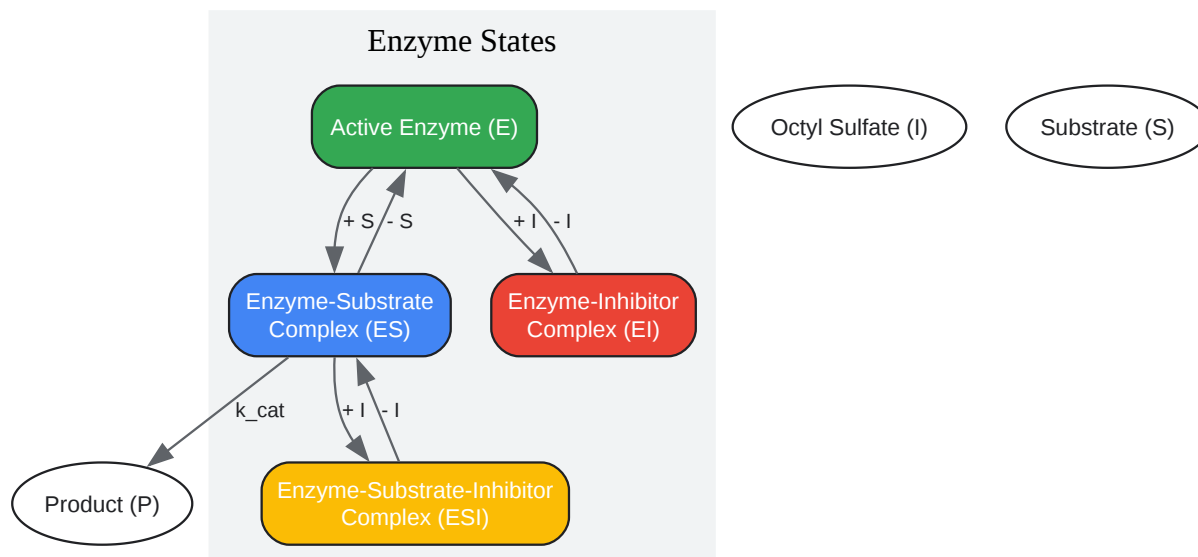 Enzyme States
Active Enzyme (E)
Octyl Sulfate (I)
Substrate (S)
+ S
- S
+ I
- I
Enzyme-Substrate
Complex (ES)
Enzyme-Inhibitor
Complex (EI)
k_cat
+ I
- I
Product (P)
Enzyme-Substrate-Inhibitor
Complex (ESI)